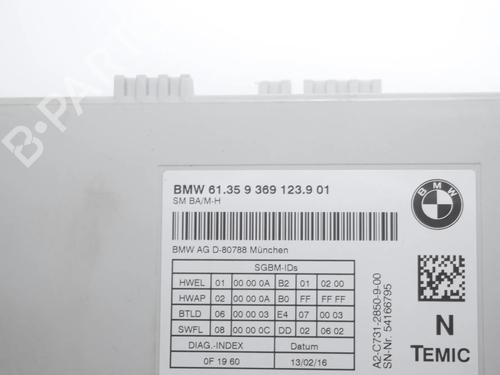 B-PARTS
BMW 61.35 9 369 123.9 01
SM BA/M-H
BMW AG D-80788 München
SGBM-IDs
HWEL 01 00 00 0A B2 01 02 00
HWAP 02 00 00 0A B0 FF FF FF
BTLD 06 00 00 03 E4 07 00 03
SWFL 08 00 00 0C DD 02 06 02
DIAG.-INDEX Datum
0F 19 60 13/02/16
BMW
A2-C731-2850-9-00
SN-Nr. 54166795
N
TEMIC